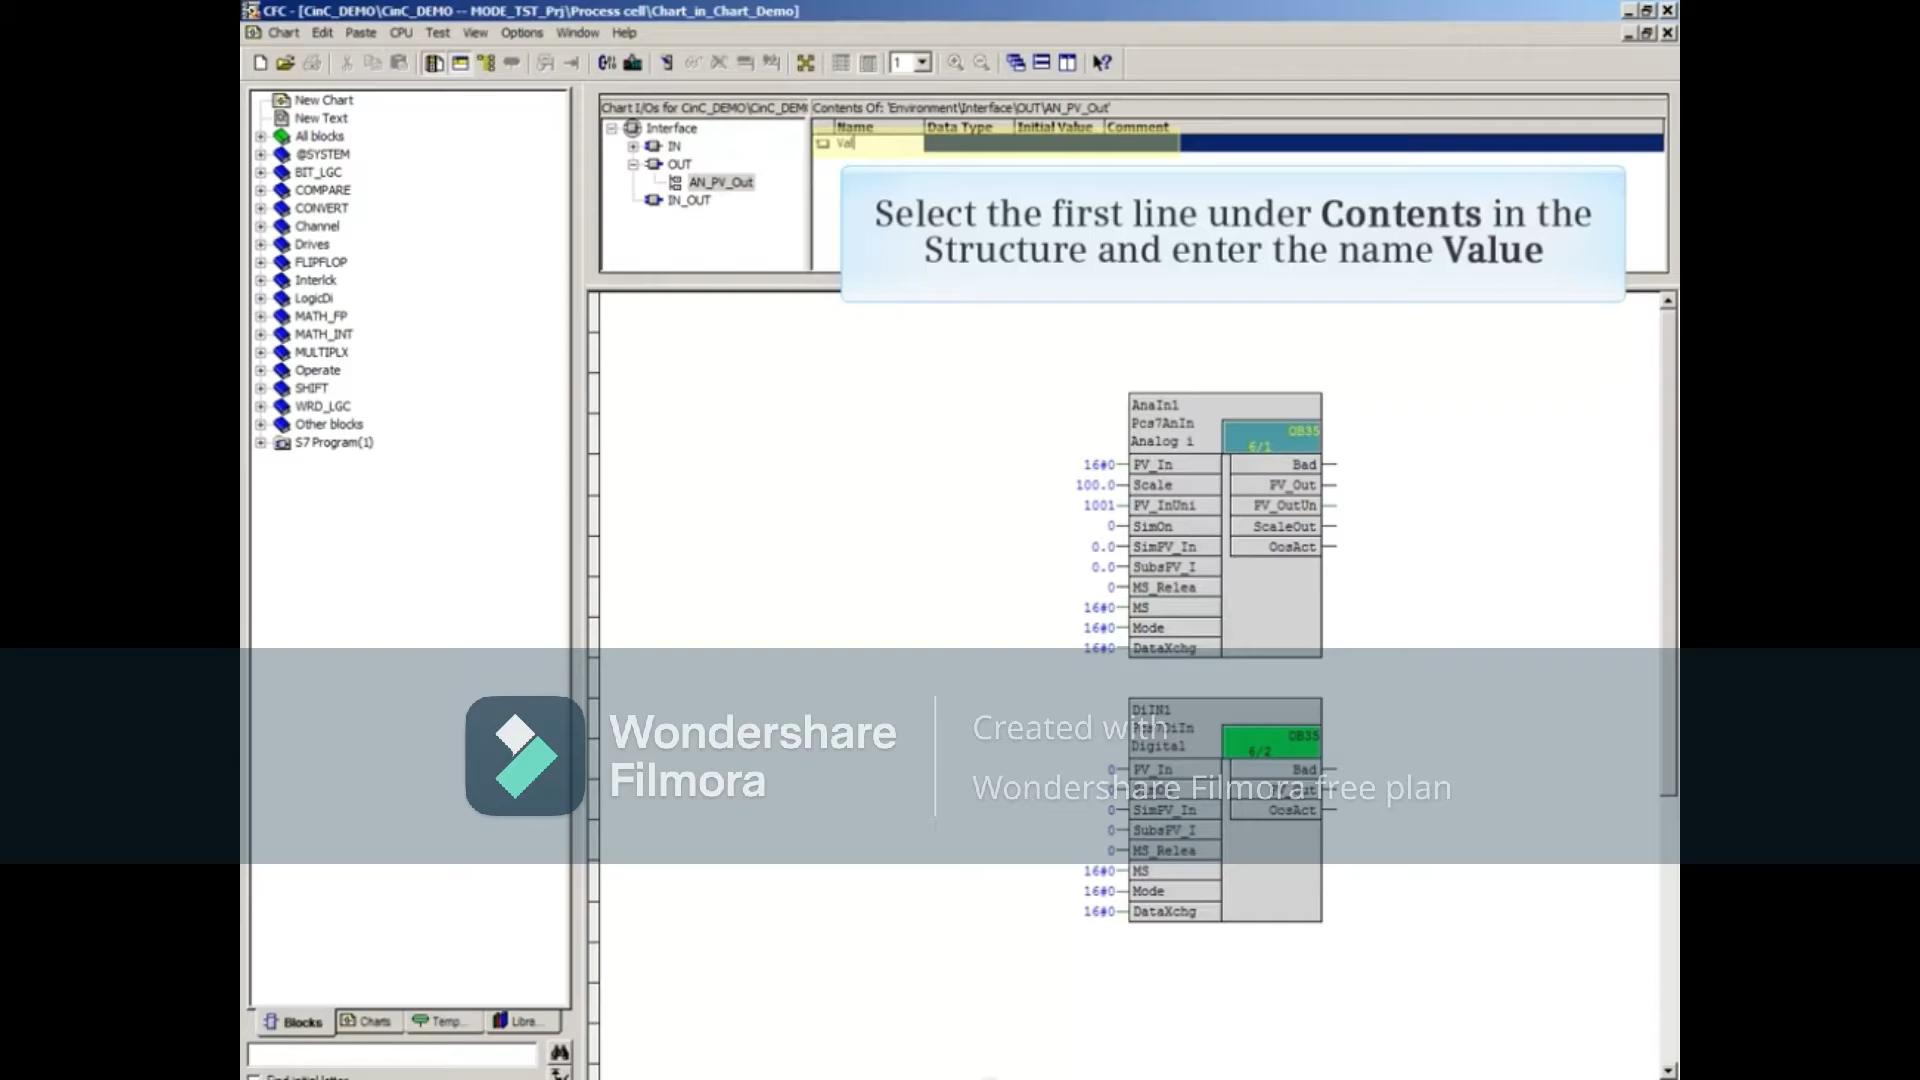 CFC - [CinC_DEMO\CinC_DEMO -- MODE_TST_Prj\Process cell\Chart_in_Chart_Demo]
Chart Edit Paste CPU Test View Options Window Help
1
New Chart
New Text
All blocks
@SYSTEM
BIT_LGC
COMPARE
CONVERT
Channel
Drives
FLIPFLOP
Interlck
LogicDi
MATH_FP
MATH_INT
MULTIPLX
Operate
SHIFT
WRD_LGC
Other blocks
S7 Program(1)
Blocks Charts Temp... Libra...
Chart I/Os for CinC_DEMO\CinC_DEM
Interface
IN
OUT
AN_PV_Out
IN_OUT
Contents Of: 'Environment\Interface\OUT\AN_PV_Out'
Name Data Type Initial Value Comment
Val
Select the first line under Contents in the
Structure and enter the name Value
AnaIn1
Pcs7AnIn
Analog i
OB35
6/1
16#0 PV_In Bad
100.0 Scale PV_Out
1001 PV_InUni PV_OutUn
0 SimOn ScaleOut
0.0 SimPV_In OosAct
0.0 SubsPV_I
0 MS_Relea
16#0 MS
16#0 Mode
16#0 DataXchg
DiIN1
Pcs7DiIn
Digital
OB35
6/2
0 PV_In Bad
0
0 SimPV_In OosAct
0 SubsPV_I
0 MS_Relea
16#0 MS
16#0 Mode
16#0 DataXchg
Wondershare
Filmora
Created with
Wondershare Filmora free plan